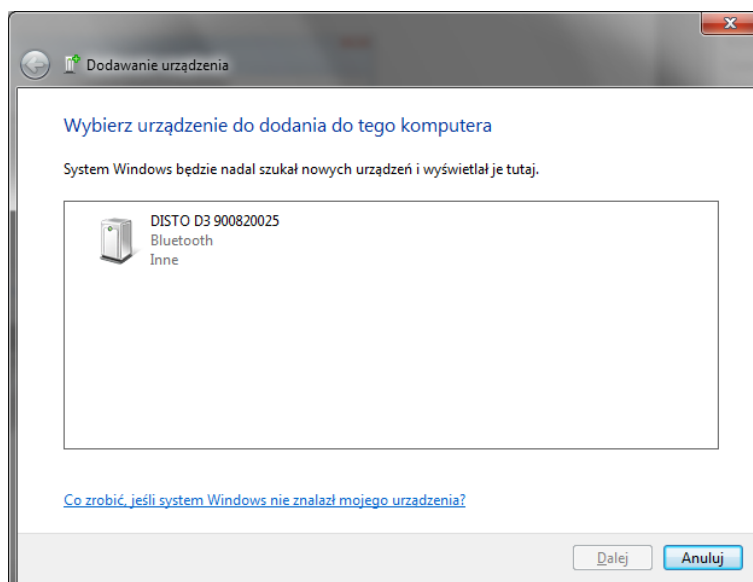 Dodawanie urządzenia
Wybierz urządzenie do dodania do tego komputera
System Windows będzie nadal szukał nowych urządzeń i wyświetlał je tutaj.
DISTO D3 900820025
Bluetooth
Inne
Co zrobić, jeśli system Windows nie znalazł mojego urządzenia?
Dalej Anuluj